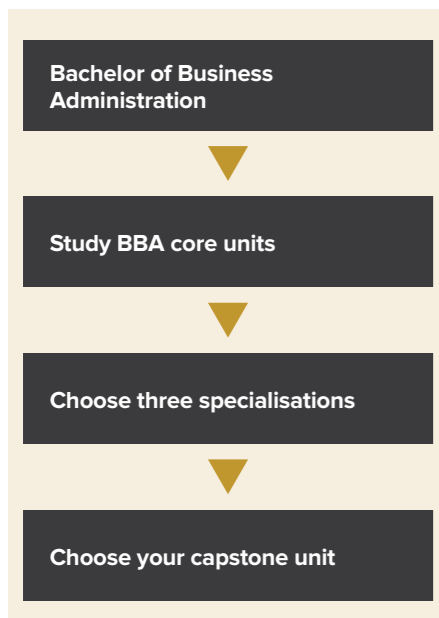 Bachelor of Business
Administration
Study BBA core units
Choose three specialisations
Choose your capstone unit